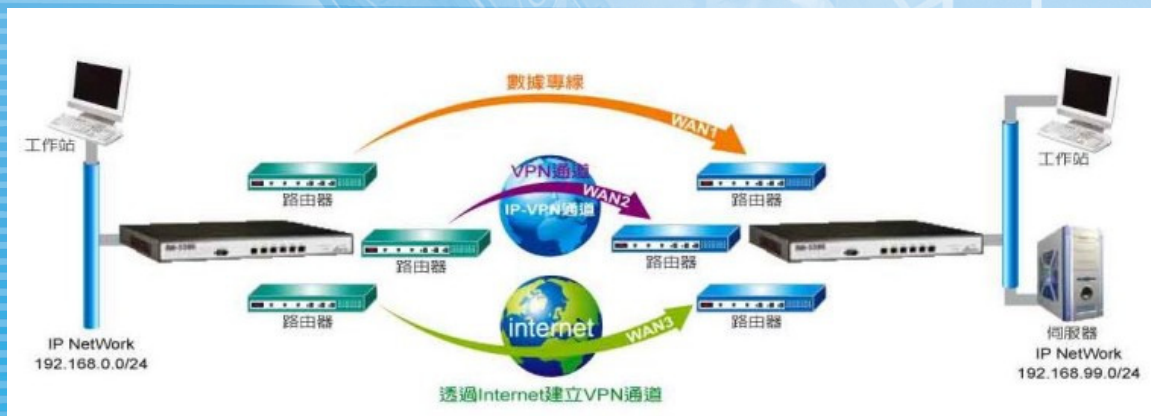 數據專線
WAN1
工作站
工作站
路由器
路由器
VPN通道
WAN2
IP-VPN通道
路由器
路由器
路由器
路由器
internet
WAN3
伺服器
IP NetWork
192.168.0.0/24
IP NetWork
192.168.99.0/24
透過Internet建立VPN通道